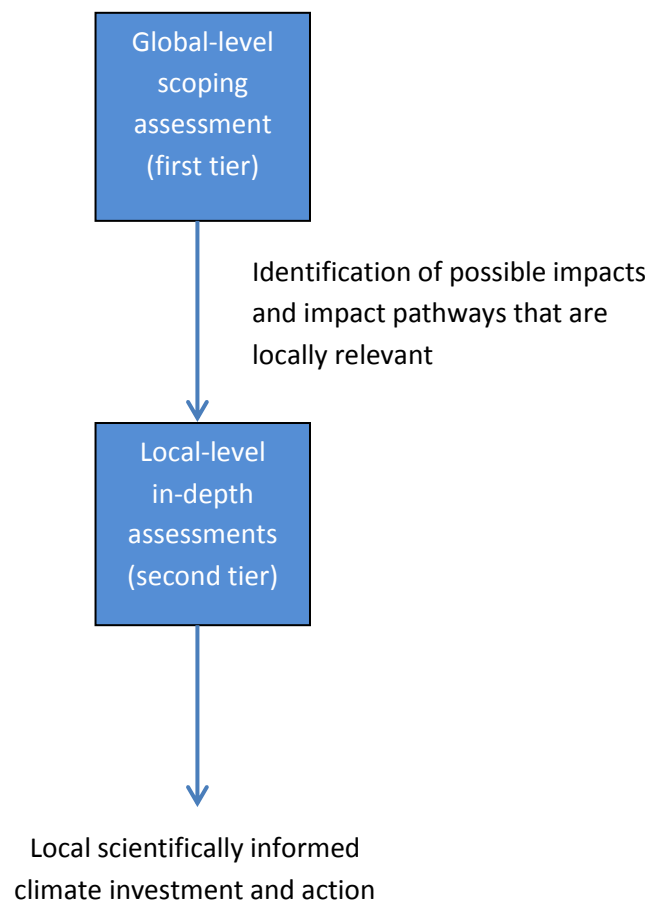 Global-level
scoping
assessment
(first tier)
Identification of possible impacts
and impact pathways that are
locally relevant
Local-level
in-depth
assessments
(second tier)
Local scientifically informed
climate investment and action